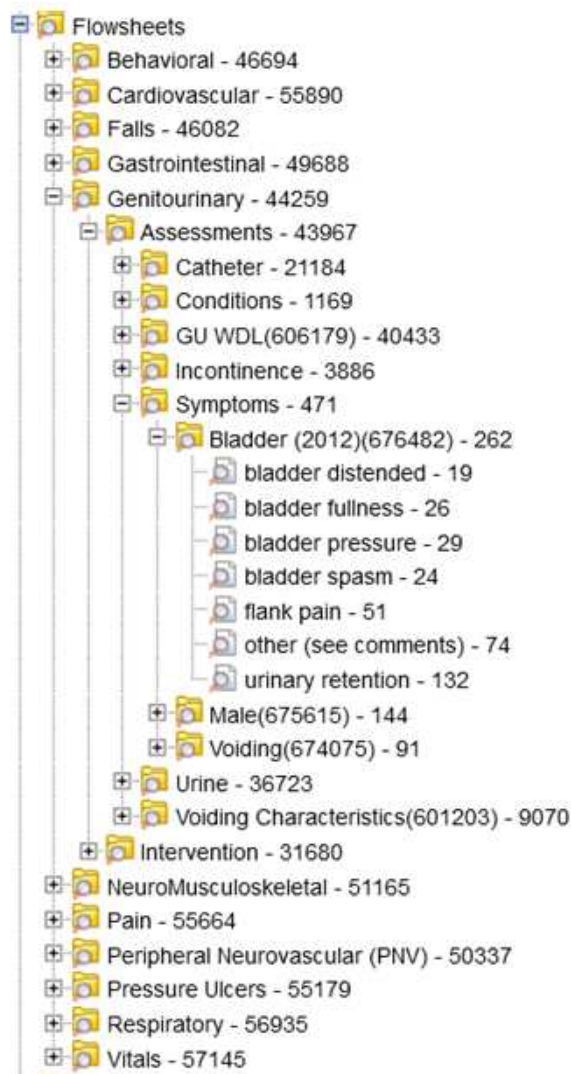 Flowsheets
Behavioral - 46694
Cardiovascular - 55890
Falls - 46082
Gastrointestinal - 49688
Genitourinary - 44259
Assessments - 43967
Catheter - 21184
Conditions - 1169
GU WDL(606179) - 40433
Incontinence - 3886
Symptoms - 471
Bladder (2012)(676482) - 262
bladder distended - 19
bladder fullness - 26
bladder pressure - 29
bladder spasm - 24
flank pain - 51
other (see comments) - 74
urinary retention - 132
Male(675615) - 144
Voiding(674075) - 91
Urine - 36723
Voiding Characteristics(601203) - 9070
Intervention - 31680
NeuroMusculoskeletal - 51165
Pain - 55664
Peripheral Neurovascular (PNV) - 50337
Pressure Ulcers - 55179
Respiratory - 56935
Vitals - 57145